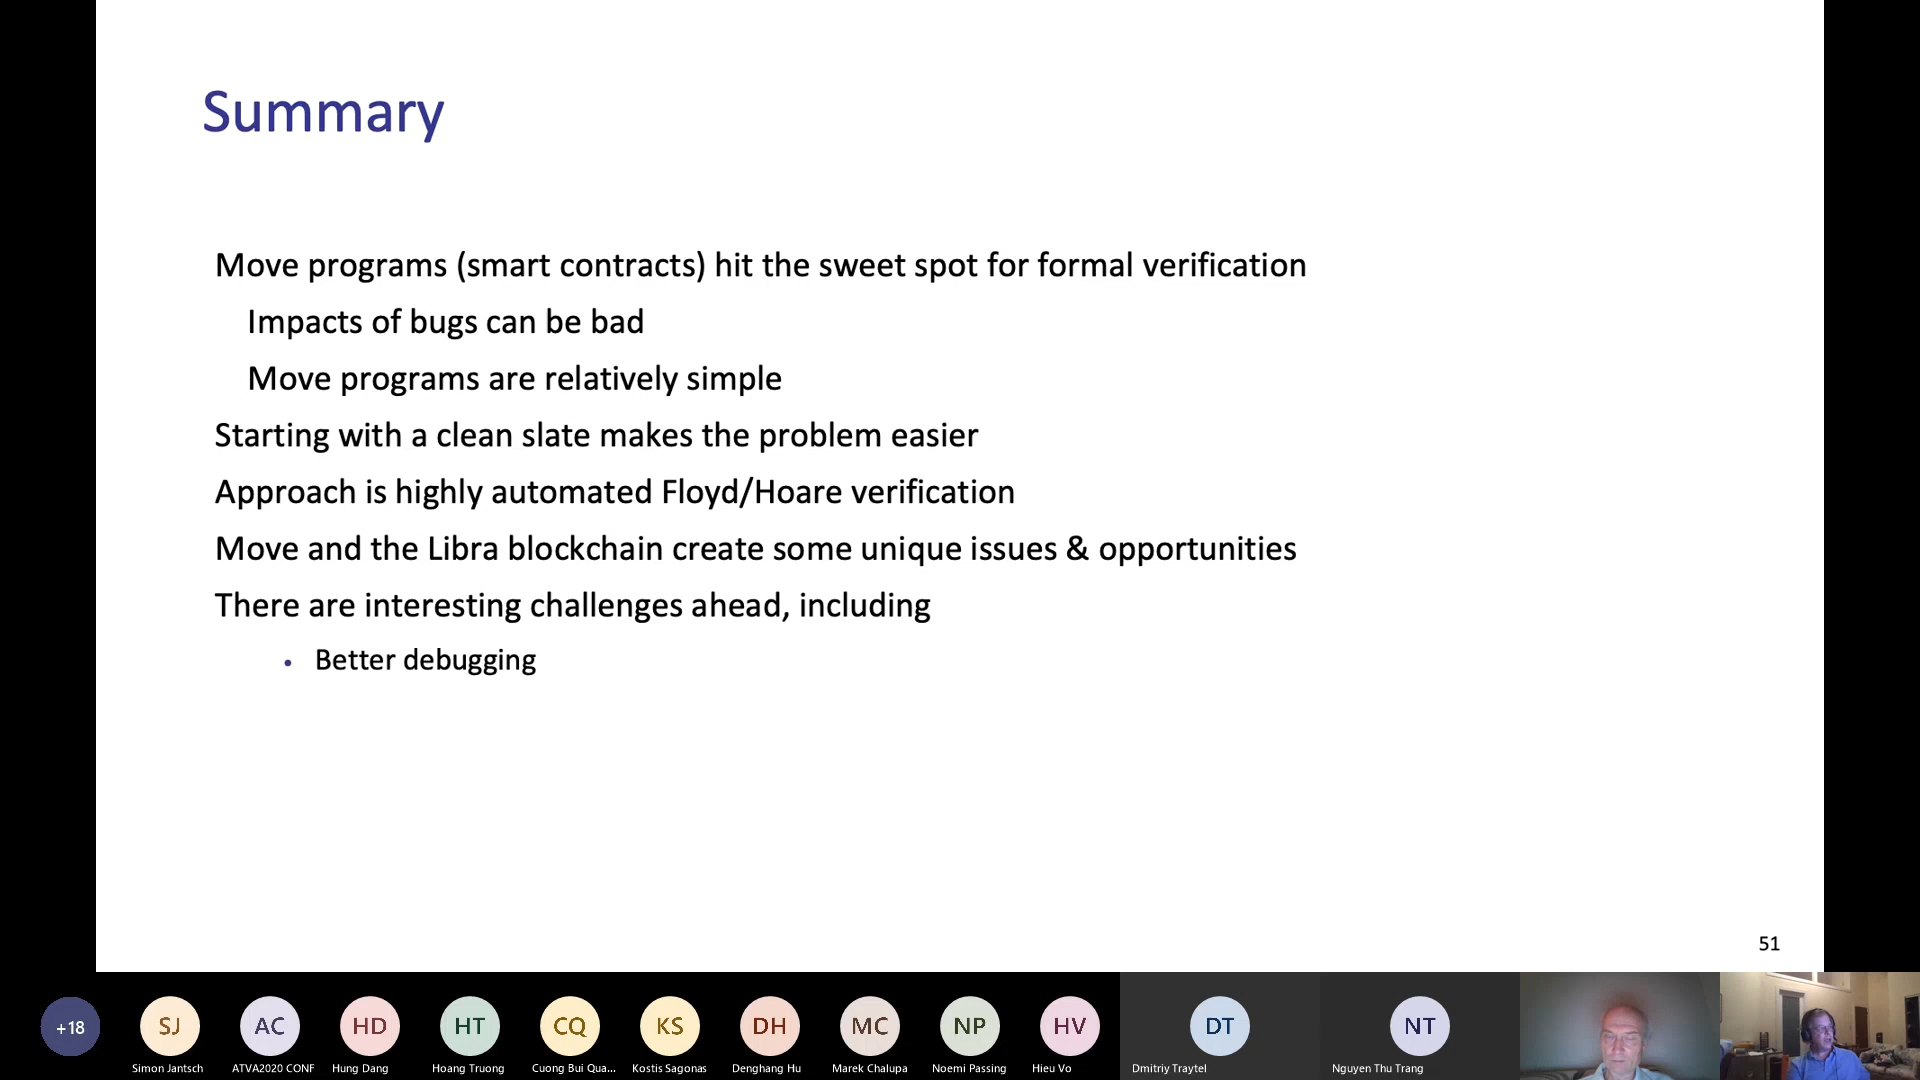 Summary
Move programs (smart contracts) hit the sweet spot for formal verification
Impacts of bugs can be bad
Move programs are relatively simple
Starting with a clean slate makes the problem easier
Approach is highly automated Floyd/Hoare verification
Move and the Libra blockchain create some unique issues & opportunities
There are interesting challenges ahead, including
• Better debugging
51
+18 SJ AC HD HT CQ KS DH MC NP HV DT NT
Simon Jantsch ATVA2020 CONF Hung Dang Hoang Truong Cuong Bui Qua... Kostis Sagonas Denghang Hu Marek Chalupa Noemi Passing Hieu Vo Dmitriy Traytel Nguyen Thu Trang